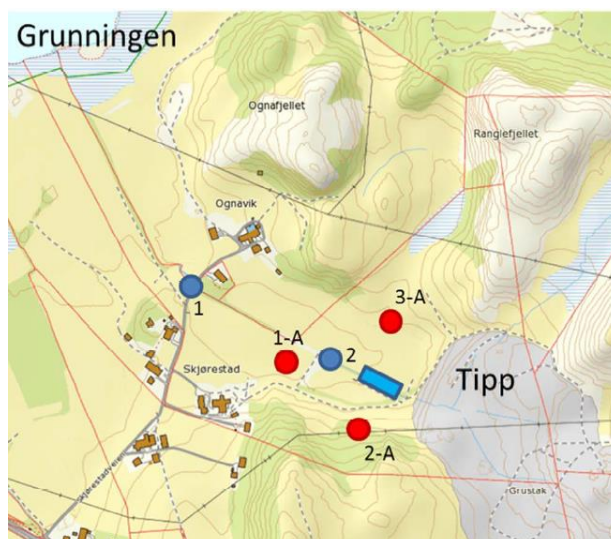 Grunningen
Ognafjellet
Ranglefjellet
Ognavik
1
3-A
1-A
2
Skjørestad
Tipp
2-A
Grustak